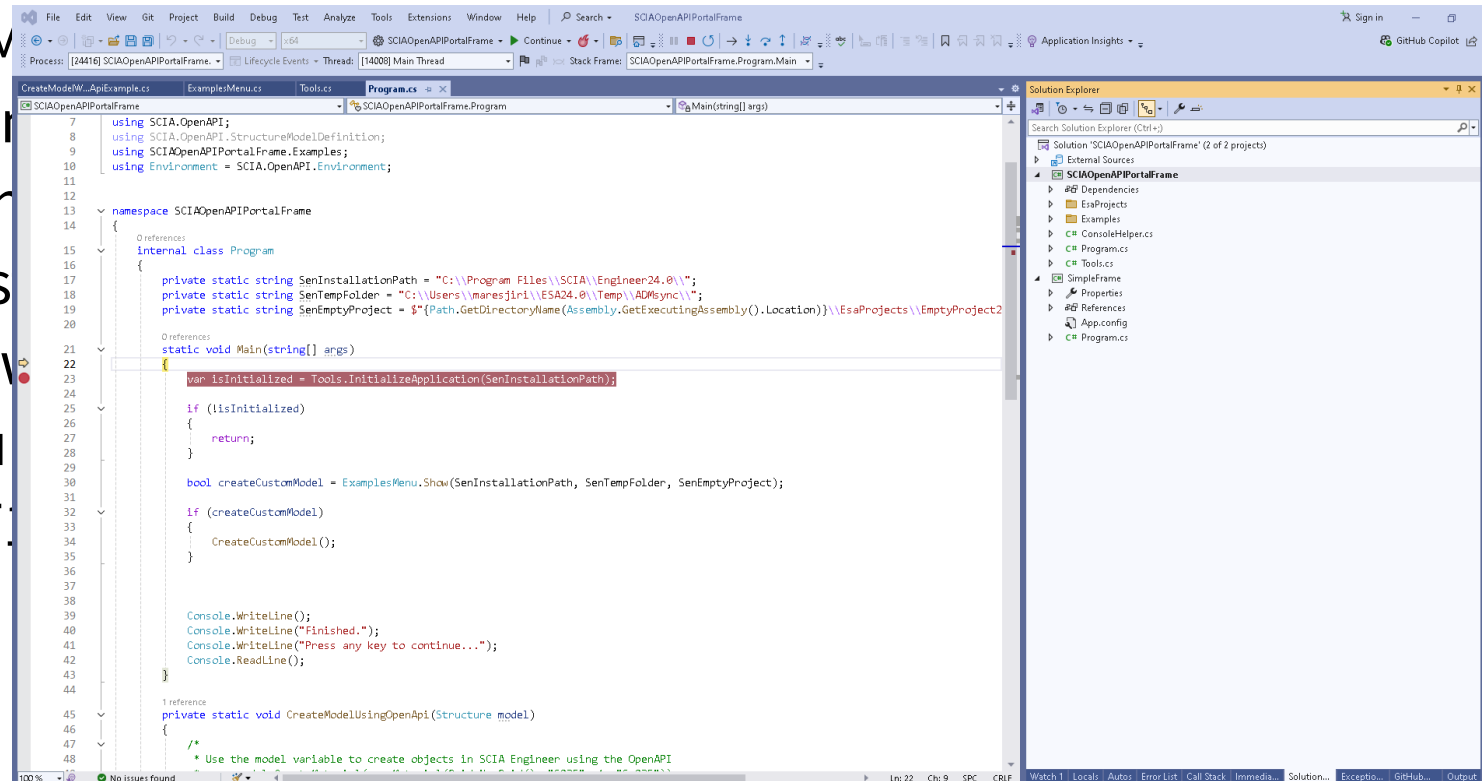 File Edit View Git Project Build Debug Test Analyze Tools Extensions Window Help Search SCIAOpenAPIPortalFrame Sign in
Debug x64 SCIAOpenAPIPortalFrame Continue Application Insights GitHub Copilot
Process: [24416] SCIAOpenAPIPortalFrame. Lifecycle Events Thread: [14008] Main Thread Stack Frame: SCIAOpenAPIPortalFrame.Program.Main
CreateModelW...ApiExample.cs ExamplesMenu.cs Tools.cs Program.cs
SCIAOpenAPIPortalFrame SCIAOpenAPIPortalFrame.Program Main(string[] args)
7 using SCIA.OpenAPI;
8 using SCIA.OpenAPI.StructureModelDefinition;
9 using SCIAOpenAPIPortalFrame.Examples;
10 using Environment = SCIA.OpenAPI.Environment;
11
12
13 namespace SCIAOpenAPIPortalFrame
14 {
0 references
15 internal class Program
16 {
17 private static string SenInstallationPath = "C:\\Program Files\\SCIA\\Engineer24.0\\";
18 private static string SenTempFolder = "C:\\Users\\maresjiri\\ESA24.0\\Temp\\ADMsync\\";
19 private static string SenEmptyProject = $"{Path.GetDirectoryName(Assembly.GetExecutingAssembly().Location)}\\EsaProjects\\EmptyProject2
20
0 references
21 static void Main(string[] args)
22 {
23 var isInitialized = Tools.InitializeApplication(SenInstallationPath);
24
25 if (!isInitialized)
26 {
27 return;
28 }
29
30 bool createCustomModel = ExamplesMenu.Show(SenInstallationPath, SenTempFolder, SenEmptyProject);
31
32 if (createCustomModel)
33 {
34 CreateCustomModel();
35 }
36
37
38
39 Console.WriteLine();
40 Console.WriteLine("Finished.");
41 Console.WriteLine("Press any key to continue...");
42 Console.ReadLine();
43 }
44
1 reference
45 private static void CreateModelUsingOpenApi(Structure model)
46 {
47 /*
48 * Use the model variable to create objects in SCIA Engineer using the OpenAPI
100 % No issues found Ln: 22 Ch: 9 SPC CRLF
Solution Explorer
Search Solution Explorer (Ctrl+;)
Solution 'SCIAOpenAPIPortalFrame' (2 of 2 projects)
External Sources
SCIAOpenAPIPortalFrame
Dependencies
EsaProjects
Examples
C# ConsoleHelper.cs
C# Program.cs
C# Tools.cs
SimpleFrame
Properties
References
App.config
C# Program.cs
Watch 1 Locals Autos Error List Call Stack Immedia... Solution... Exceptio... GitHub... Output